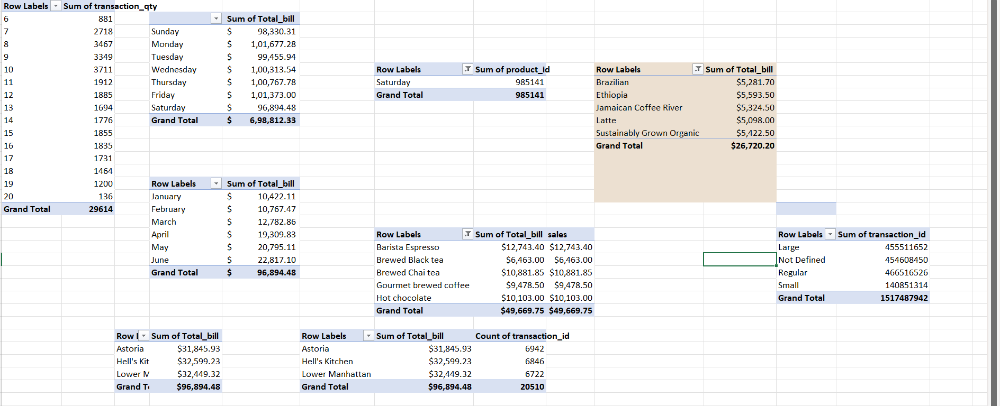 Row Labels Sum of transaction_qty
6 881
7 2718
8 3467
9 3349
10 3711
11 1912
12 1885
13 1694
14 1776
15 1855
16 1835
17 1731
18 1464
19 1200
20 136
Grand Total 29614
Sum of Total_bill
Sunday $ 98,330.31
Monday $ 1,01,677.28
Tuesday $ 99,455.94
Wednesday $ 1,00,313.54
Thursday $ 1,00,767.78
Friday $ 1,01,373.00
Saturday $ 96,894.48
Grand Total $ 6,98,812.33
Row Labels Sum of Total_bill
January $ 10,422.11
February $ 10,767.47
March $ 12,782.86
April $ 19,309.83
May $ 20,795.11
June $ 22,817.10
Grand Total $ 96,894.48
Row Labels Sum of product_id
Saturday 985141
Grand Total 985141
Row Labels Sum of Total_bill
Brazilian $5,281.70
Ethiopia $5,593.50
Jamaican Coffee River $5,324.50
Latte $5,098.00
Sustainably Grown Organic $5,422.50
Grand Total $26,720.20
Row Labels Sum of Total_bill sales
Barista Espresso $12,743.40 $12,743.40
Brewed Black tea $6,463.00 $6,463.00
Brewed Chai tea $10,881.85 $10,881.85
Gourmet brewed coffee $9,478.50 $9,478.50
Hot chocolate $10,103.00 $10,103.00
Grand Total $49,669.75 $49,669.75
Row Labels Sum of transaction_id
Large 455511652
Not Defined 454608450
Regular 466516526
Small 140851314
Grand Total 1517487942
Row Sum of Total_bill
Astoria $31,845.93
Hell's Kit $32,599.23
Lower M $32,449.32
Grand T $96,894.48
Row Labels Sum of Total_bill Count of transaction_id
Astoria $31,845.93 6942
Hell's Kitchen $32,599.23 6846
Lower Manhattan $32,449.32 6722
Grand Total $96,894.48 20510